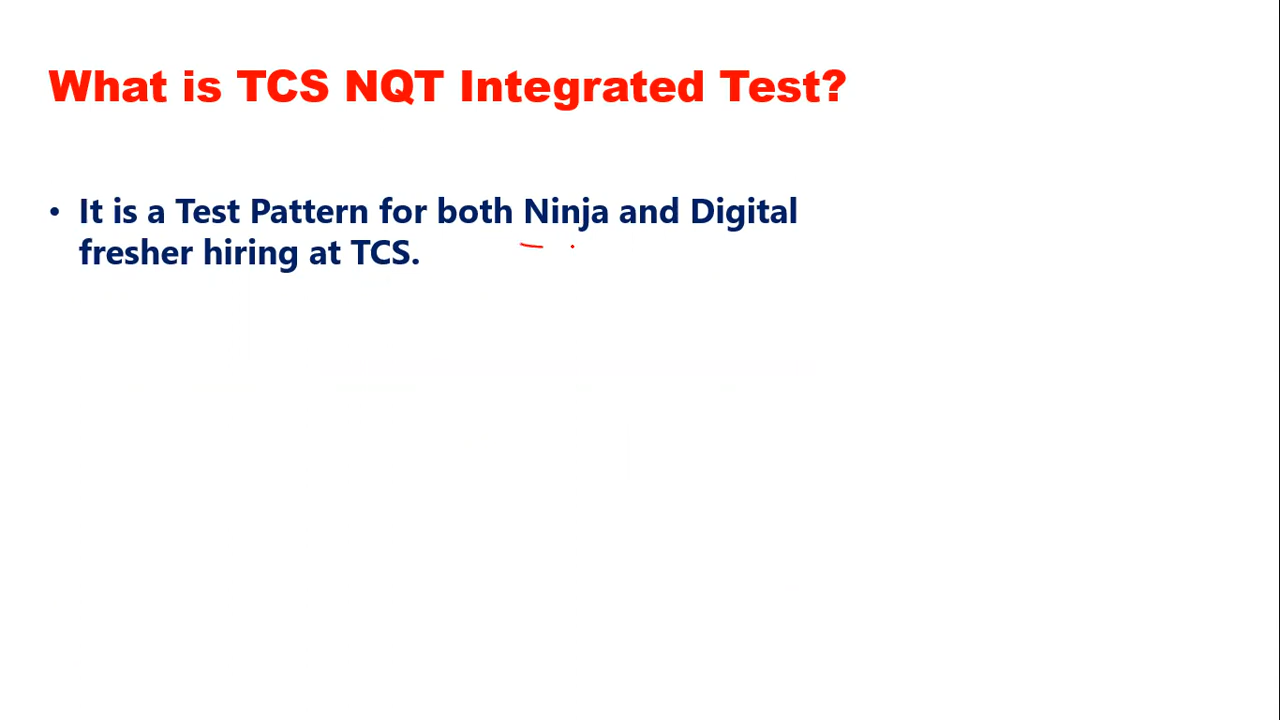 What is TCS NQT Integrated Test?
• It is a Test Pattern for both Ninja and Digital
fresher hiring at TCS.